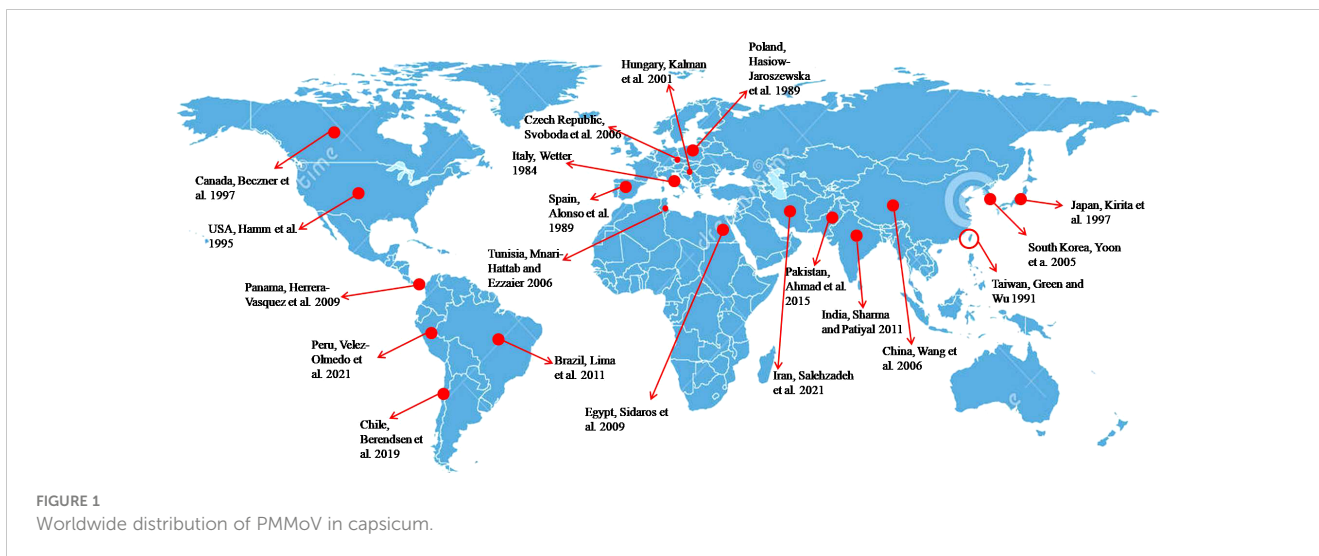 Poland,
Hasiow-
Jaroszewska
et al. 1989
Hungary, Kalman
et al. 2001
Czech Republic,
Svoboda et al. 2006
Italy, Wetter
1984
Spain,
Alonso et al.
1989
Tunisia, Mnari-
Hattab and
Ezzaier 2006
Canada, Beczner et
al. 1997
USA, Hamm et al.
1995
Panama, Herrera-
Vasquez et al. 2009
Peru, Velez-
Olmedo et
al. 2021
Chile,
Berendsen et
al. 2019
Brazil, Lima
et al. 2011
Egypt, Sidaros et
al. 2009
Iran, Salehzadeh
et al. 2021
Pakistan,
Ahmad et al.
2015
India, Sharma
and Patiyal 2011
China, Wang et
al. 2006
Taiwan, Green and
Wu 1991
South Korea, Yoon
et a. 2005
Japan, Kirita et
al. 1997
time
time
FIGURE 1
Worldwide distribution of PMMoV in capsicum.